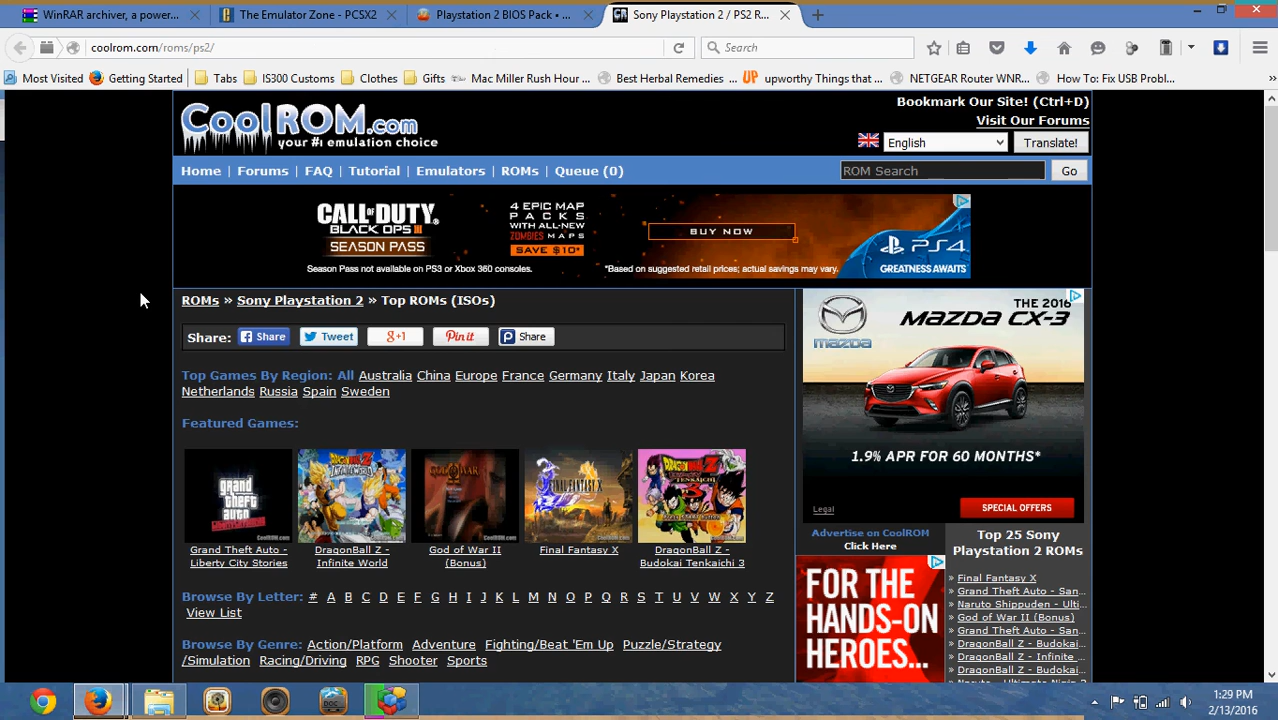 WinRAR archiver, a power...
The Emulator Zone - PCSX2
Playstation 2 BIOS Pack • ...
Sony Playstation 2 / PS2 R...
coolrom.com/roms/ps2/
Search
Most Visited
Getting Started
Tabs
IS300 Customs
Clothes
Gifts
Mac Miller Rush Hour ...
Best Herbal Remedies ...
upworthy Things that ...
NETGEAR Router WNR...
How To: Fix USB Probl...
CoolROM.com
your #1 emulation choice
Bookmark Our Site! (Ctrl+D)
Visit Our Forums
English
Translate!
Home | Forums | FAQ | Tutorial | Emulators | ROMs | Queue (0)
ROM Search
Go
CALL OF DUTY
BLACK OPS III
SEASON PASS
4 EPIC MAP
PACKS
WITH ALL-NEW
ZOMBIES MAPS
SAVE $10*
BUY NOW
PS4
GREATNESS AWAITS
Season Pass not available on PS3 or Xbox 360 consoles.
*Based on suggested retail prices; actual savings may vary.
ROMs » Sony Playstation 2 » Top ROMs (ISOs)
Share:
Share
Tweet
+1
Pin it
Share
Top Games By Region: All Australia China Europe France Germany Italy Japan Korea
Netherlands Russia Spain Sweden
Featured Games:
Grand Theft Auto -
Liberty City Stories
DragonBall Z -
Infinite World
God of War II
(Bonus)
Final Fantasy X
DragonBall Z -
Budokai Tenkaichi 3
Browse By Letter: # A B C D E F G H I J K L M N O P Q R S T U V W X Y Z
View List
Browse By Genre: Action/Platform Adventure Fighting/Beat 'Em Up Puzzle/Strategy
/Simulation Racing/Driving RPG Shooter Sports
THE 2016
MAZDA CX-3
mazda
1.9% APR FOR 60 MONTHS*
Legal
SPECIAL OFFERS
Advertise on CoolROM
Click Here
FOR THE
HANDS-ON
HEROES...
Top 25 Sony
Playstation 2 ROMs
» Final Fantasy X
» Grand Theft Auto - San...
» Naruto Shippuden - Ulti...
» God of War II (Bonus)
» Grand Theft Auto - San...
» DragonBall Z - Budokai...
» DragonBall Z - Infinite ...
» DragonBall Z - Budokai...
1:29 PM
2/13/2016